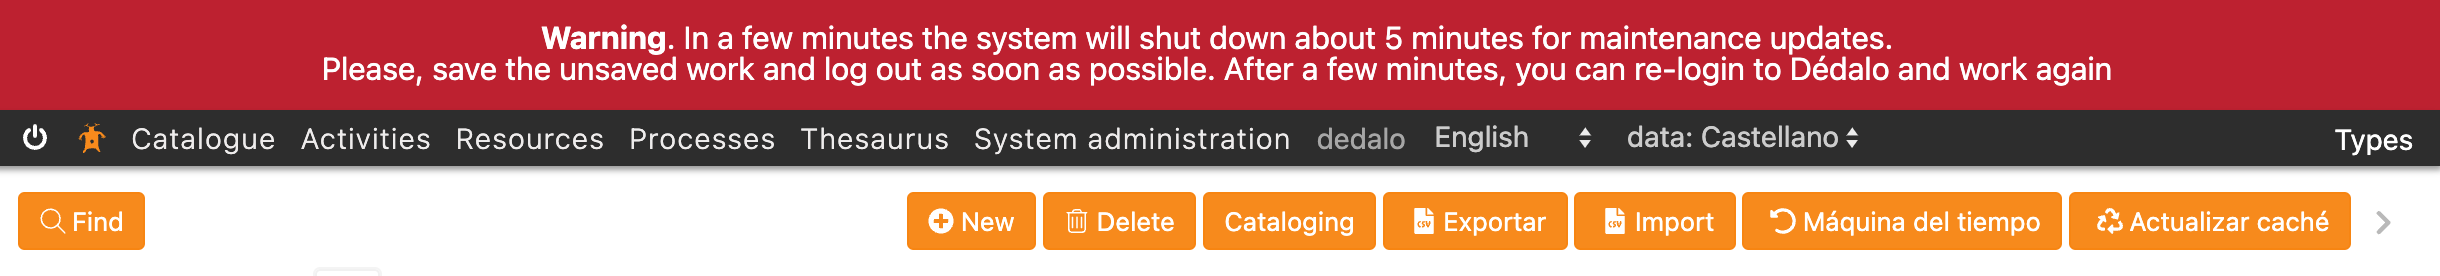 Warning. In a few minutes the system will shut down about 5 minutes for maintenance updates.
Please, save the unsaved work and log out as soon as possible. After a few minutes, you can re-login to Dédalo and work again
Catalogue Activities Resources Processes Thesaurus System administration dedalo English data: Castellano Types
Find New Delete Cataloging CSV Exportar CSV Import Máquina del tiempo Actualizar caché